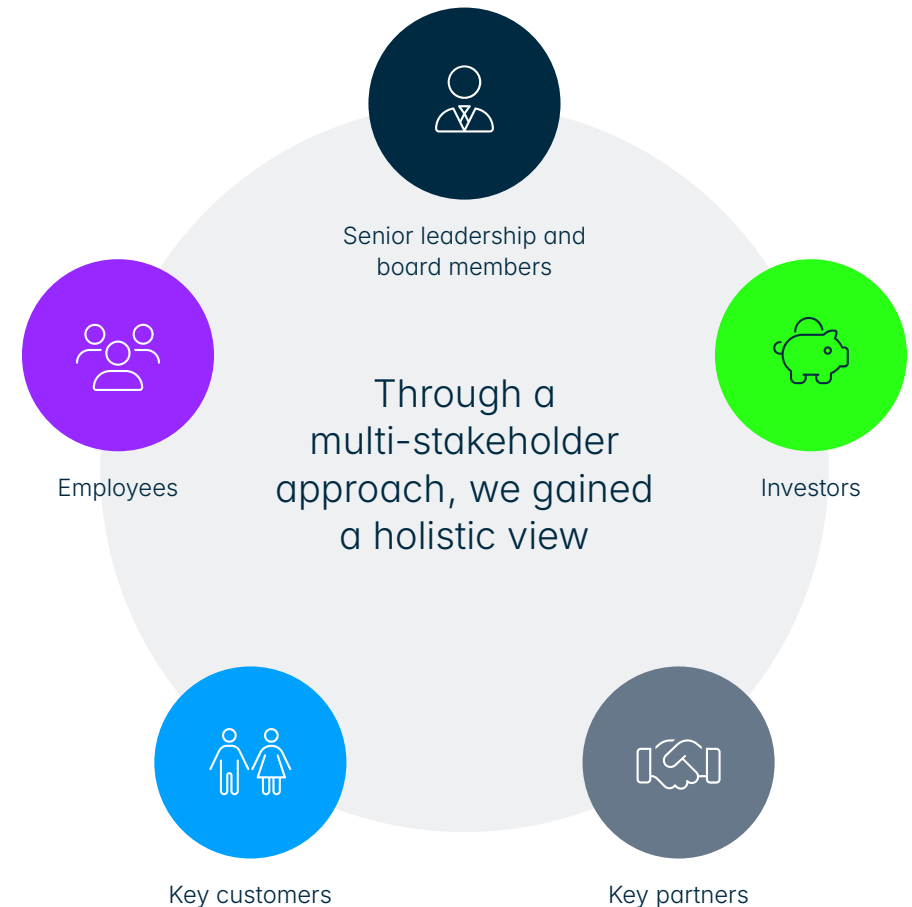 Senior leadership and
board members
Through a
multi-stakeholder
approach, we gained
a holistic view
Employees
Investors
Key customers
Key partners